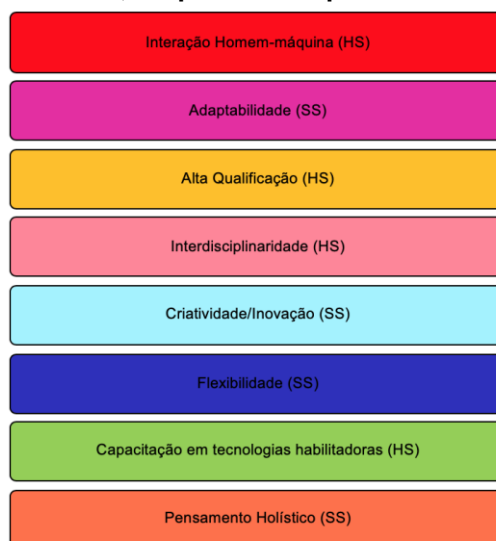 Interação Homem-máquina (HS)
Adaptabilidade (SS)
Alta Qualificação (HS)
Interdisciplinaridade (HS)
Criatividade/Inovação (SS)
Flexibilidade (SS)
Capacitação em tecnologias habilitadoras (HS)
Pensamento Holístico (SS)